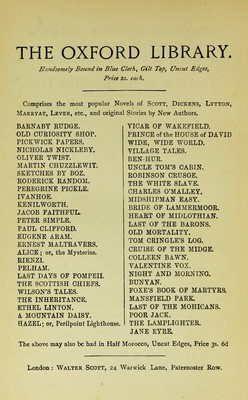 THE OXFORD LIBRARY.
Handsomely Bound in Blue Cloth, Gilt Top, Uncut Edges,
Price 2s. each.
Comprises the most popular Novels of SCOTT, DICKENS, LYTTON,
MARRYAT, LEVER, etc., and original Stories by New Authors.
BARNABY RUDGE.
OLD CURIOSITY SHOP.
PICKWICK PAPERS.
NICHOLAS NICKLEBY.
OLIVER TWIST.
MARTIN CHUZZLEWIT.
SKETCHES BY BOZ.
RODERICK RANDOM.
PEREGRINE PICKLE.
IVANHOE.
KENILWORTH.
JACOB FAITHFUL.
PETER SIMPLE.
PAUL CLIFFORD.
EUGENE ARAM.
ERNEST MALTRAVERS.
ALICE; or, the Mysteries.
RIENZI.
PELHAM.
LAST DAYS OF POMPEII.
THE SCOTTISH CHIEFS.
WILSON'S TALES.
THE INHERITANCE.
ETHEL LINTON.
A MOUNTAIN DAISY.
HAZEL; or, Perilpoint Lighthouse.
VICAR OF WAKEFIELD.
PRINCE of the HOUSE of DAVID
WIDE, WIDE WORLD.
VILLAGE TALES.
BEN-HUR.
UNCLE TOM'S CABIN.
ROBINSON CRUSOE.
THE WHITE SLAVE.
CHARLES O'MALLEY.
MIDSHIPMAN EASY.
BRIDE OF LAMMERMOOR.
HEART OF MIDLOTHIAN.
LAST OF THE BARONS.
OLD MORTALITY.
TOM CRINGLE'S LOG.
CRUISE OF THE MIDGE.
COLLEEN BAWN.
VALENTINE VOX.
NIGHT AND MORNING.
BUNYAN.
FOXE'S BOOK OF MARTYRS.
MANSFIELD PARK.
LAST OF THE MOHICANS.
POOR JACK.
THE LAMPLIGHTER.
JANE EYRE.
The above may also be had in Half Morocco, Uncut Edges, Price 3s. 6d
London: WALTER SCOTT, 24 Warwick Lane, Paternoster Row.